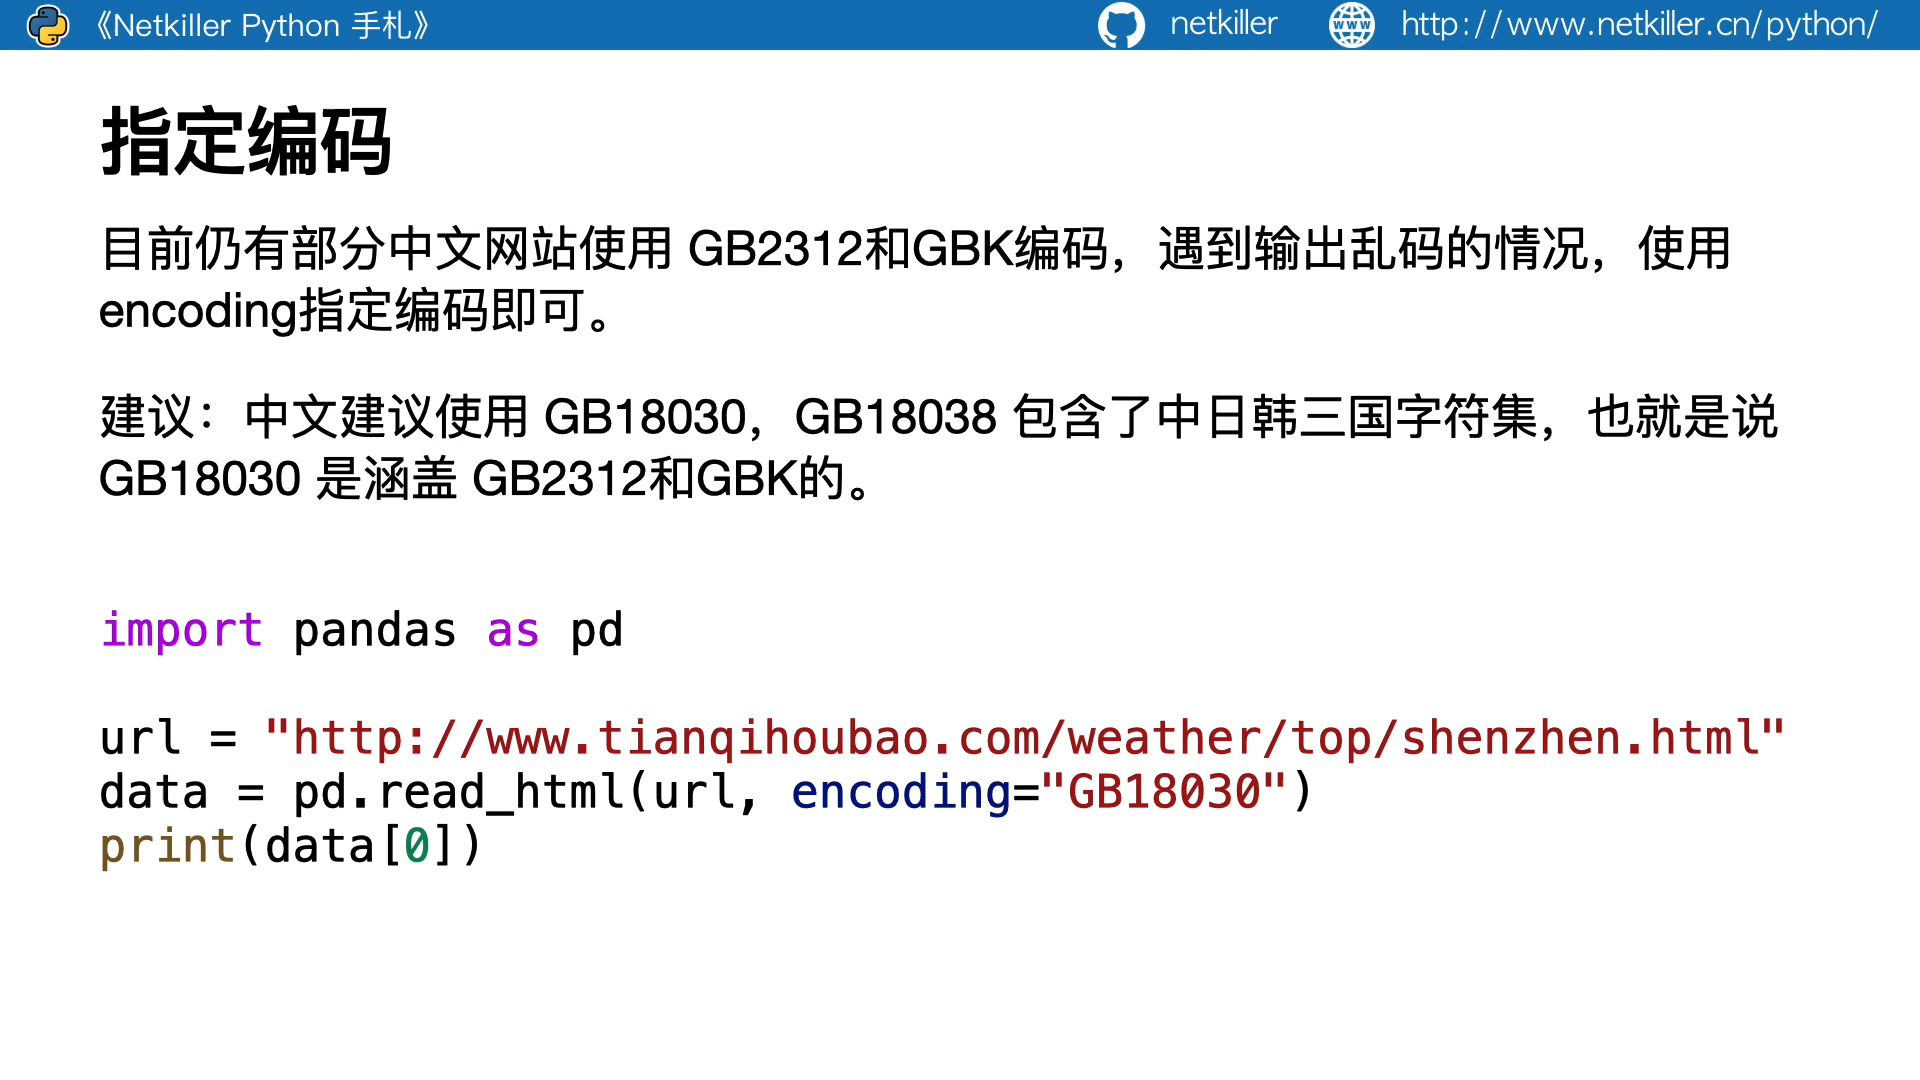 《Netkiller Python 手札》
netkiller
http://www.netkiller.cn/python/
指定编码
目前仍有部分中文网站使用 GB2312和GBK编码，遇到输出乱码的情况，使用
encoding指定编码即可。
建议：中文建议使用 GB18030，GB18038 包含了中日韩三国字符集，也就是说
GB18030 是涵盖 GB2312和GBK的。
import pandas as pd
url = "http://www.tianqihoubao.com/weather/top/shenzhen.html"
data = pd.read_html(url, encoding="GB18030")
print(data[0])